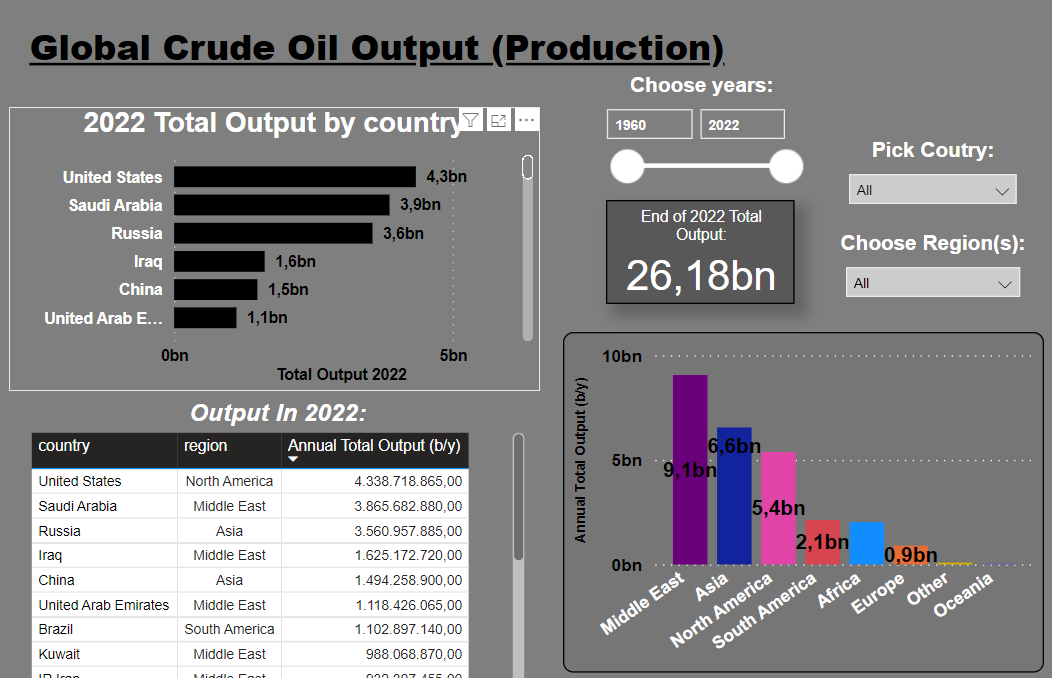 Global Crude Oil Output (Production)
Choose years:
1960
2022
Pick Coutry:
All
Choose Region(s):
All
End of 2022 Total
Output:
26,18bn
2022 Total Output by country
United States 4,3bn
Saudi Arabia 3,9bn
Russia 3,6bn
Iraq 1,6bn
China 1,5bn
United Arab E... 1,1bn
0bn 5bn
Total Output 2022
Output In 2022:
country region Annual Total Output (b/y)
United States North America 4.338.718.865,00
Saudi Arabia Middle East 3.865.682.880,00
Russia Asia 3.560.957.885,00
Iraq Middle East 1.625.172.720,00
China Asia 1.494.258.900,00
United Arab Emirates Middle East 1.118.426.065,00
Brazil South America 1.102.897.140,00
Kuwait Middle East 988.068.870,00
Middle East
Annual Total Output (b/y)
10bn
5bn
0bn
9,1bn
6,6bn
5,4bn
2,1bn
0,9bn
Middle East
Asia
North America
South America
Africa
Europe
Other
Oceania